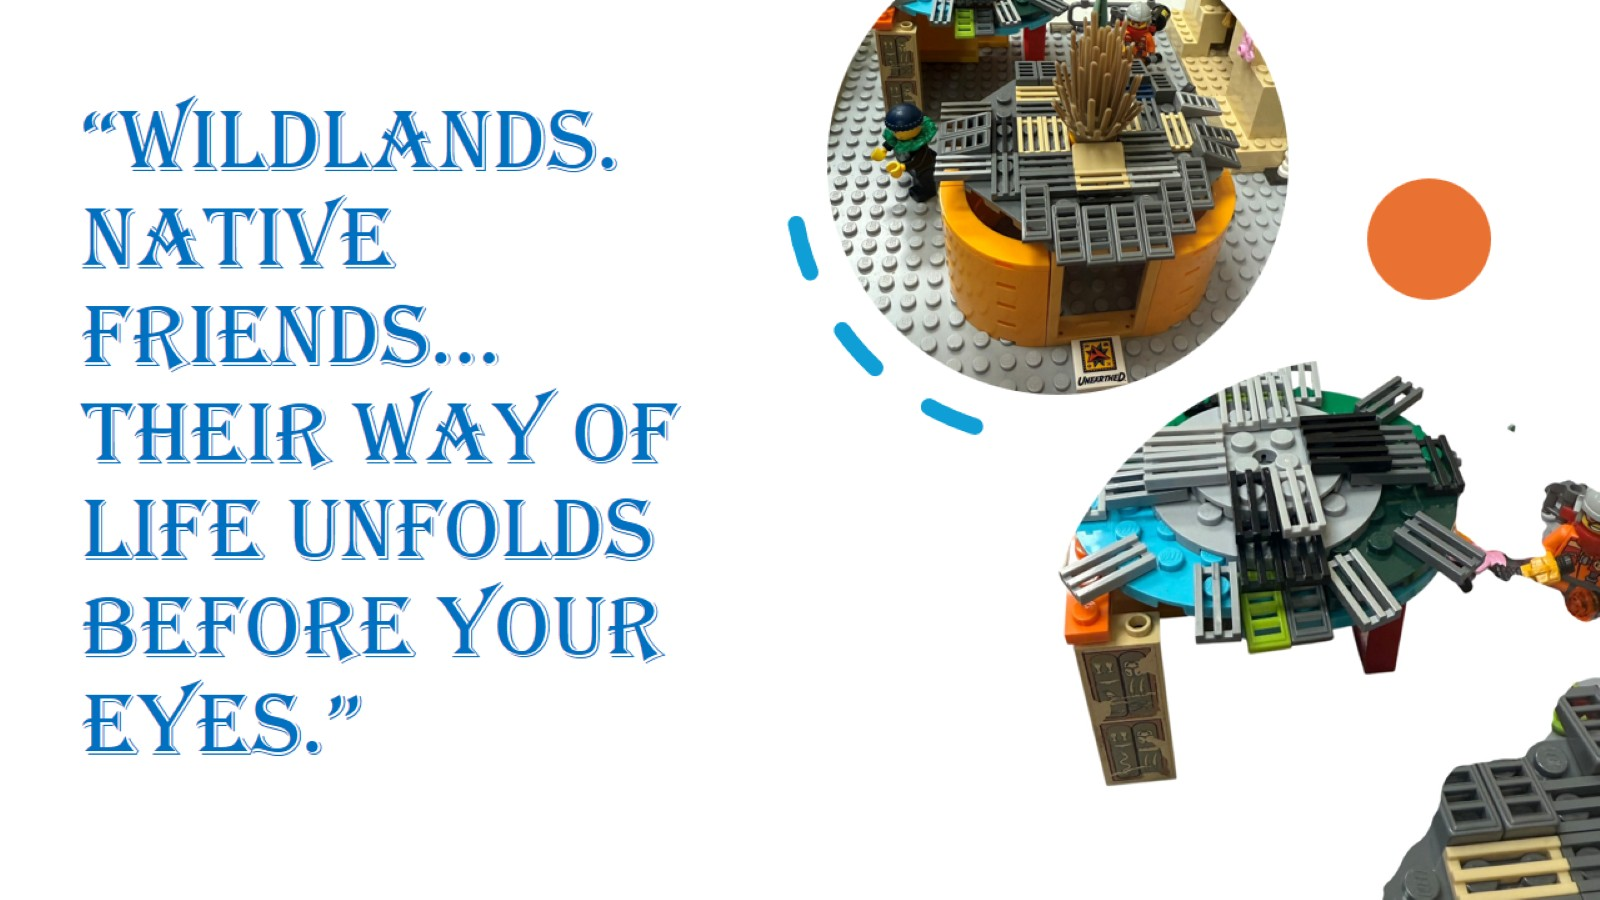 “WILDLANDS.
NATIVE
FRIENDS...
THEIR WAY OF
LIFE UNFOLDS
BEFORE YOUR
EYES.”
UNEARTHED